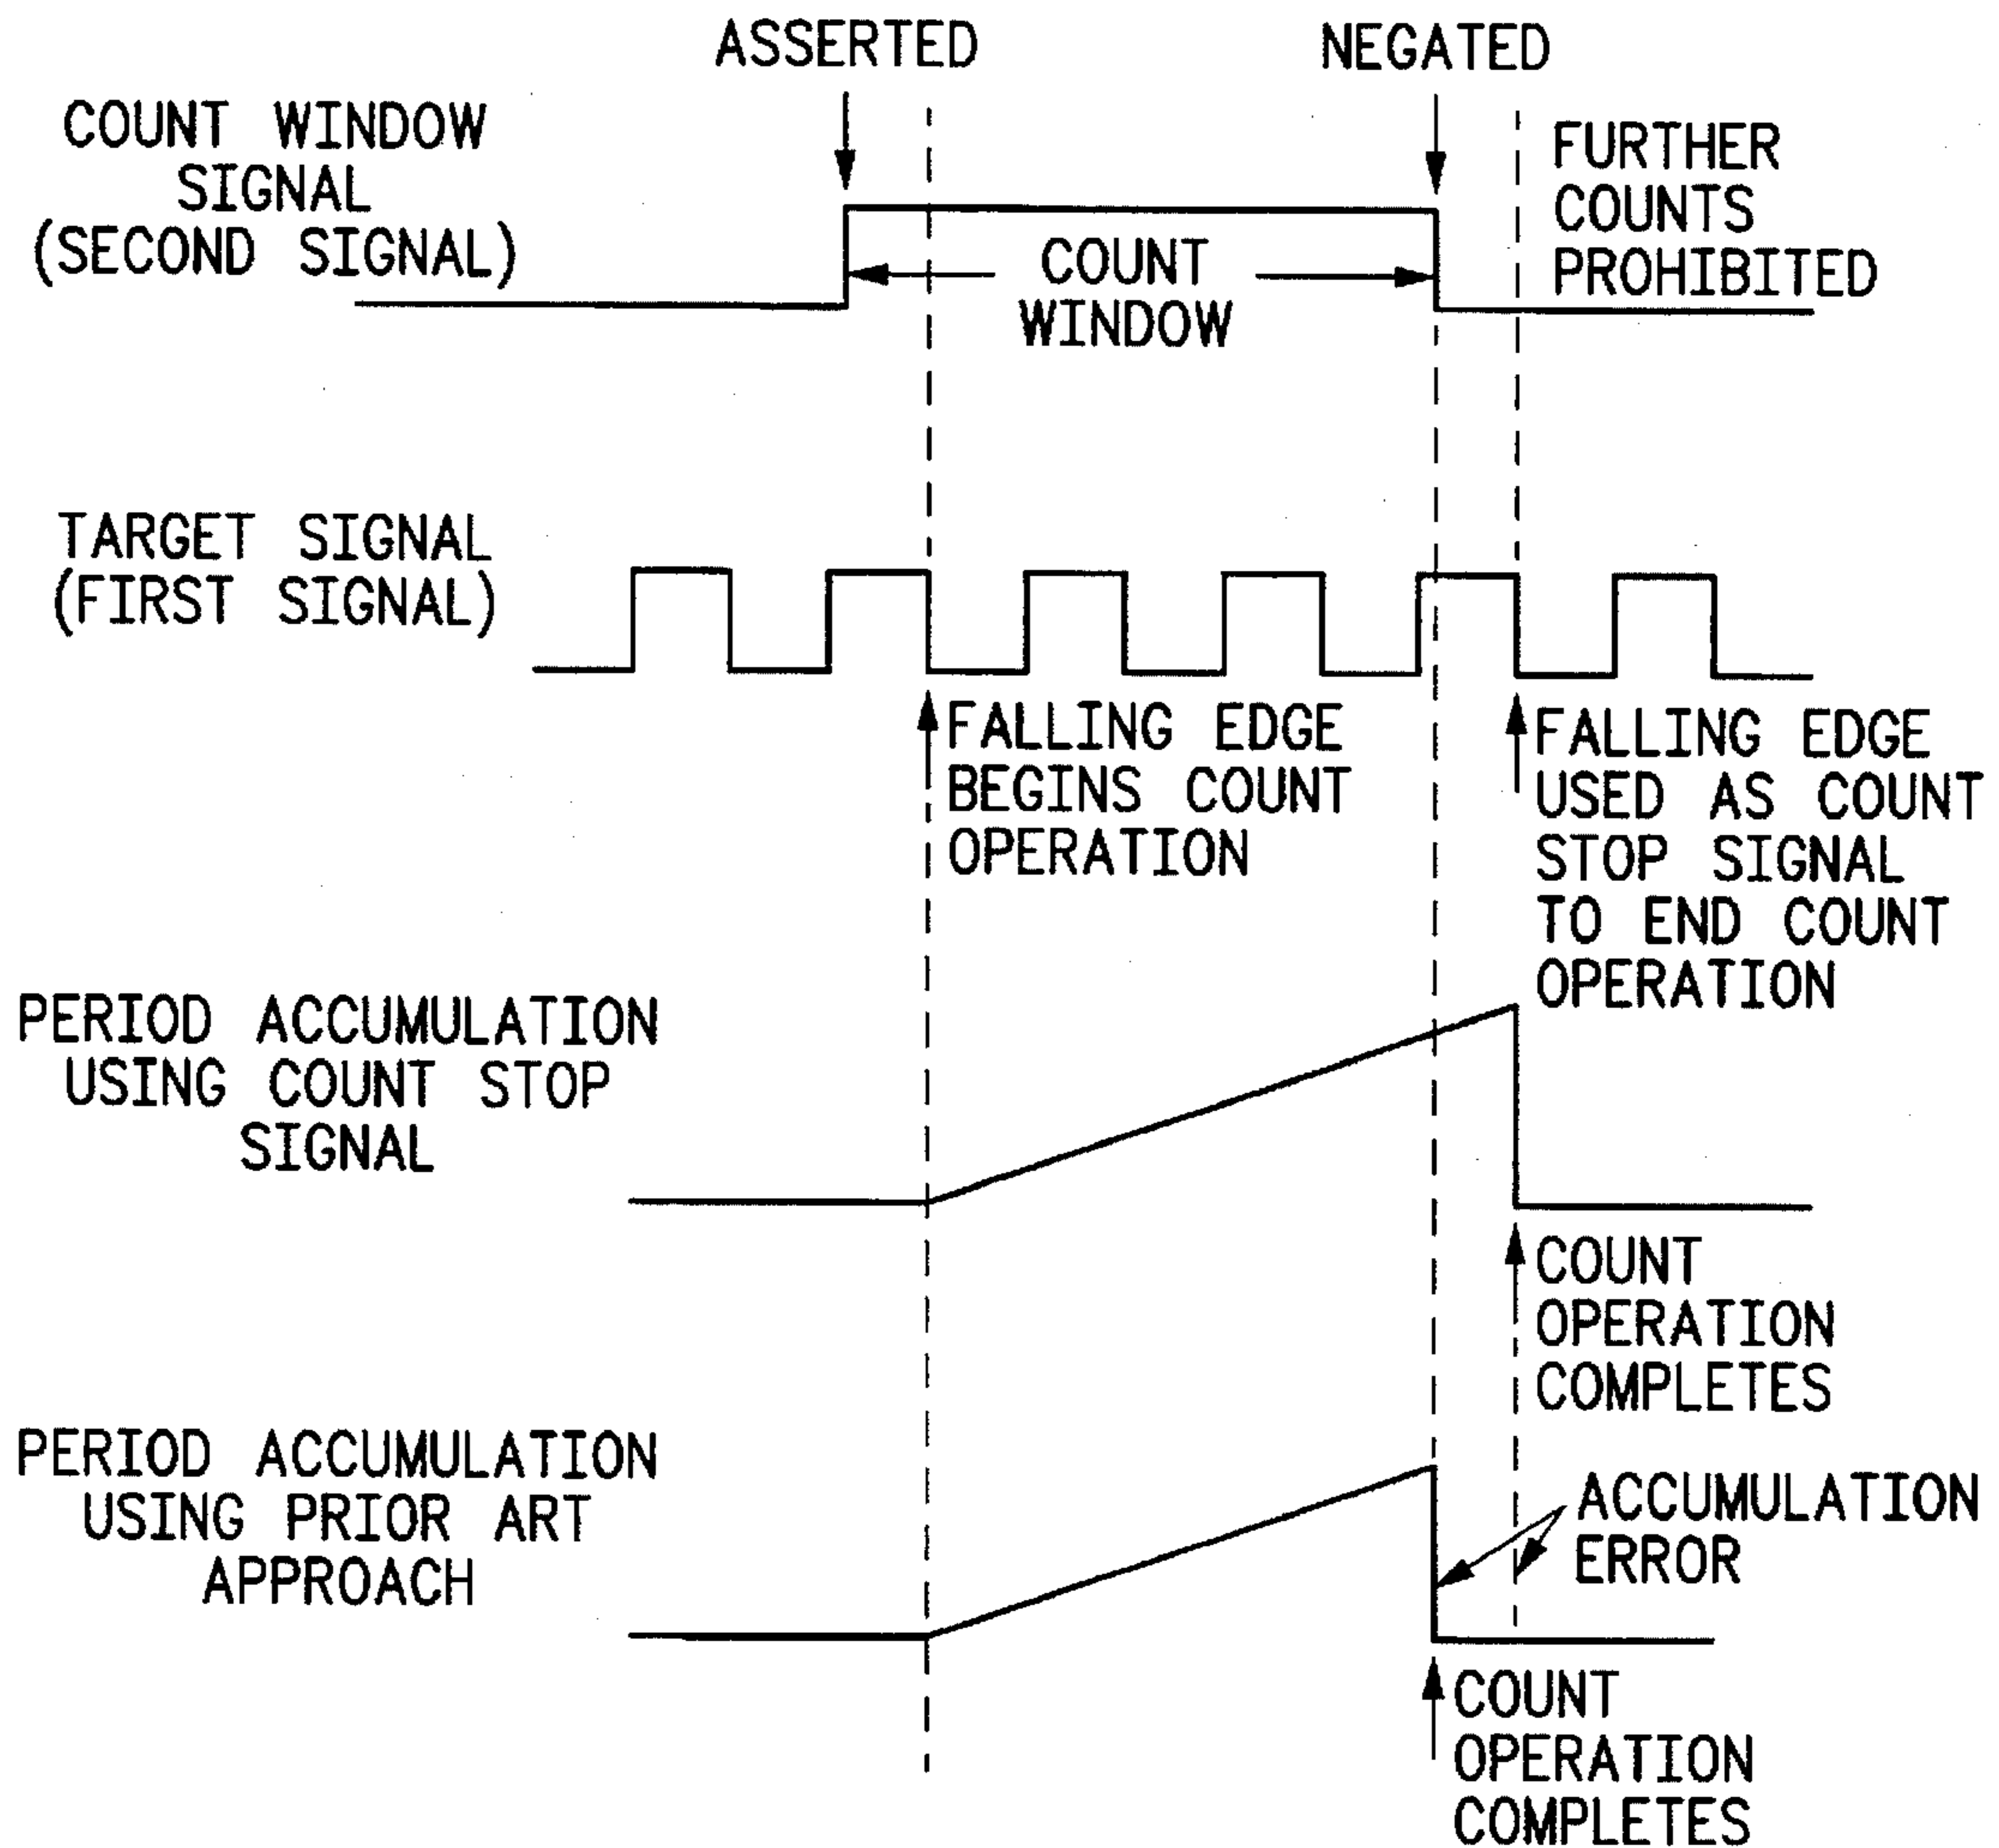 ASSERTED
NEGATED
COUNT WINDOW
SIGNAL
(SECOND SIGNAL)
FURTHER
COUNTS
PROHIBITED
COUNT
WINDOW
TARGET SIGNAL
(FIRST SIGNAL)
FALLING EDGE
BEGINS COUNT
OPERATION
FALLING EDGE
USED AS COUNT
STOP SIGNAL
TO END COUNT
OPERATION
PERIOD ACCUMULATION
USING COUNT STOP
SIGNAL
COUNT
OPERATION
COMPLETES
PERIOD ACCUMULATION
USING PRIOR ART
APPROACH
ACCUMULATION
ERROR
COUNT
OPERATION
COMPLETES